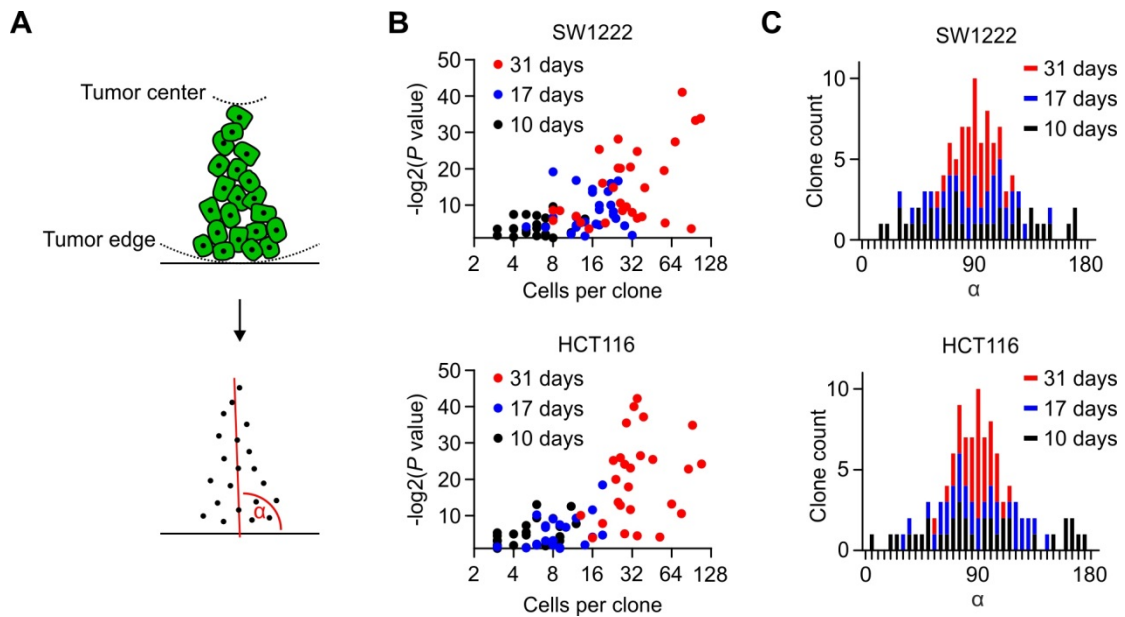 A
Tumor center
Tumor edge
α
B
SW1222
50
40
30
20
10
-log2(P value)
31 days
17 days
10 days
2 4 8 16 32 64 128
Cells per clone
HCT116
50
40
30
20
10
-log2(P value)
31 days
17 days
10 days
2 4 8 16 32 64 128
Cells per clone
C
SW1222
10
5
0
Clone count
31 days
17 days
10 days
0 90 180
α
HCT116
10
5
0
Clone count
31 days
17 days
10 days
0 90 180
α